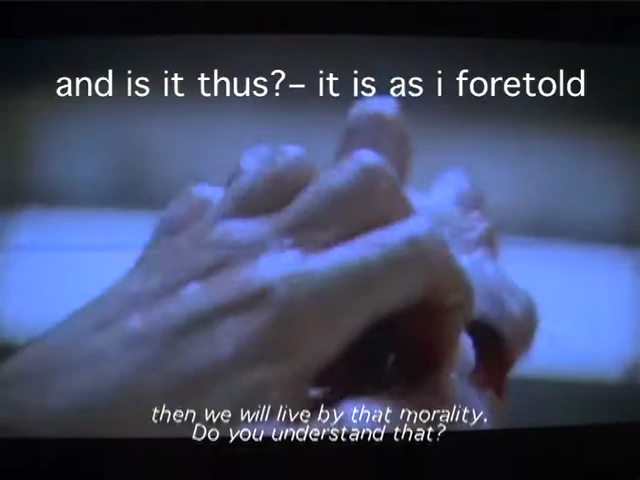 and is it thus?– it is as i foretold
then we will live by that morality.
Do you understand that?